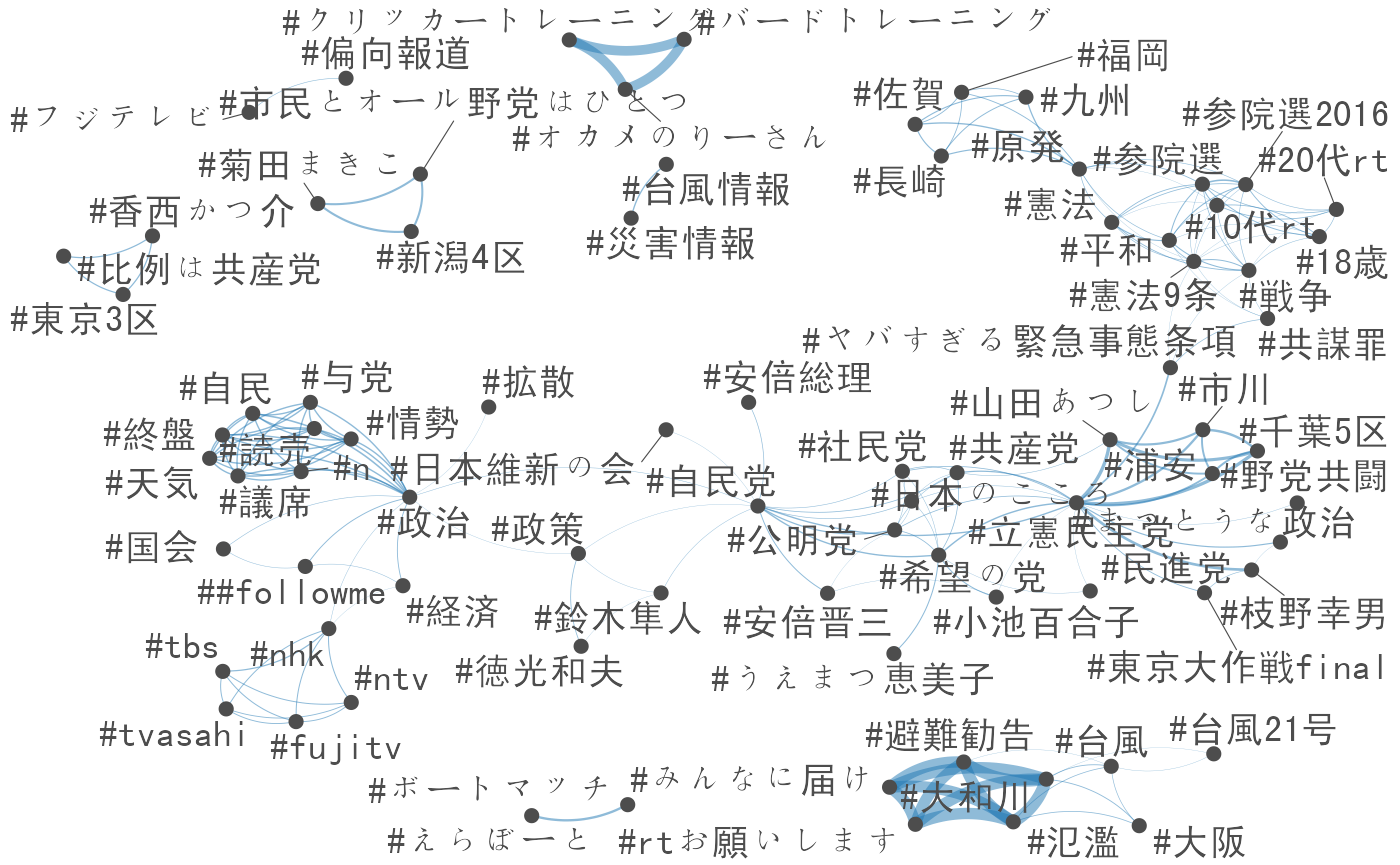 #クリッカートレーニング
#バードトレーニング
#偏向報道
#福岡
#フジテレビ
#市民とオール野党はひとつ
#佐賀
#九州
#参院選2016
#オカメのりーさん
#原発
#参院選
#20代rt
#菊田まきこ
#台風情報
#長崎
#香西かつ介
#憲法
#10代rt
#新潟4区
#災害情報
#平和
#18歳
#比例は共産党
#憲法9条
#戦争
#東京3区
#ヤバすぎる緊急事態条項
#共謀罪
#自民
#与党
#拡散
#安倍総理
#山田あつし
#市川
#終盤
#情勢
#社民党
#共産党
#千葉5区
#読売
#n
#日本維新の会
#自民党
#浦安
#野党共闘
#天気
#議席
#日本のこころ
#政治
#政策
#公明党
#立憲民主党
#まっとうな政治
#国会
#希望の党
#民進党
##followme
#経済
#鈴木隼人
#安倍晋三
#小池百合子
#枝野幸男
#tbs
#nhk
#ntv
#徳光和夫
#うえまつ恵美子
#東京大作戦final
#tvasahi
#fujitv
#避難勧告
#台風
#台風21号
#ボートマッチ
#みんなに届け
#大和川
#えらぼーと
#rtお願いします
#氾濫
#大阪